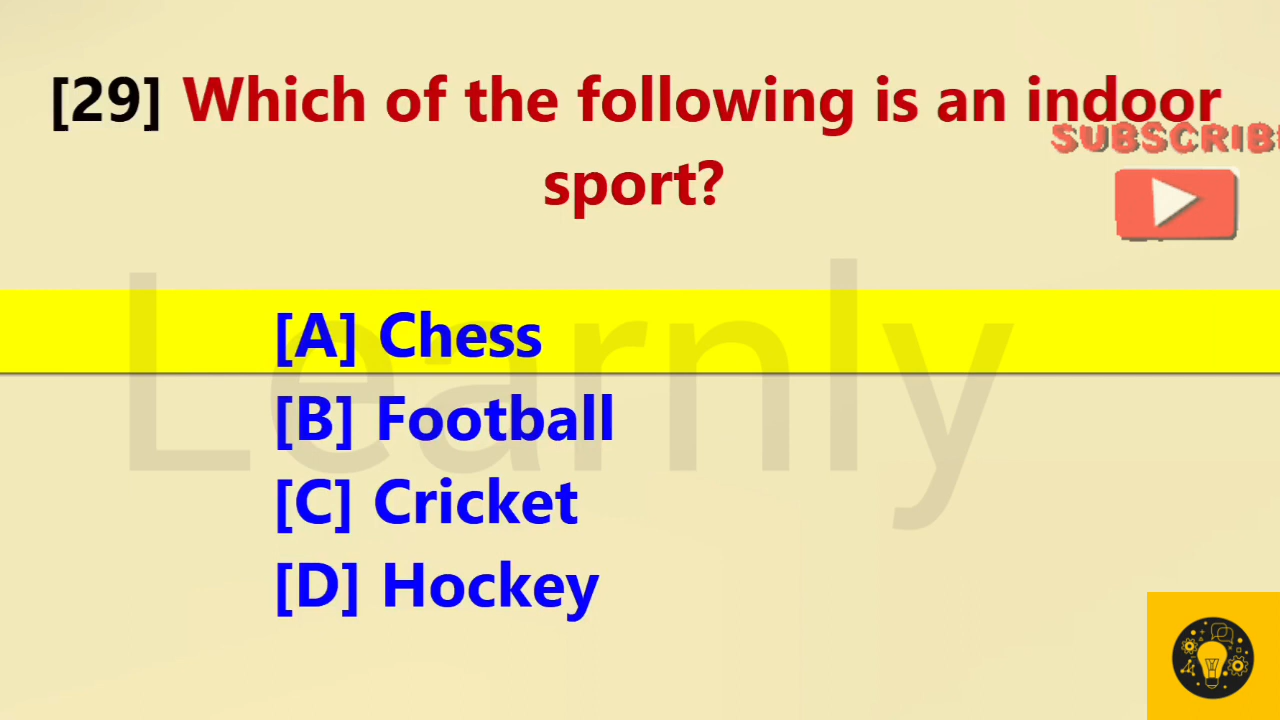 [29] Which of the following is an indoor
sport?
SUBSCRIBE
Learnly
[A] Chess
[B] Football
[C] Cricket
[D] Hockey